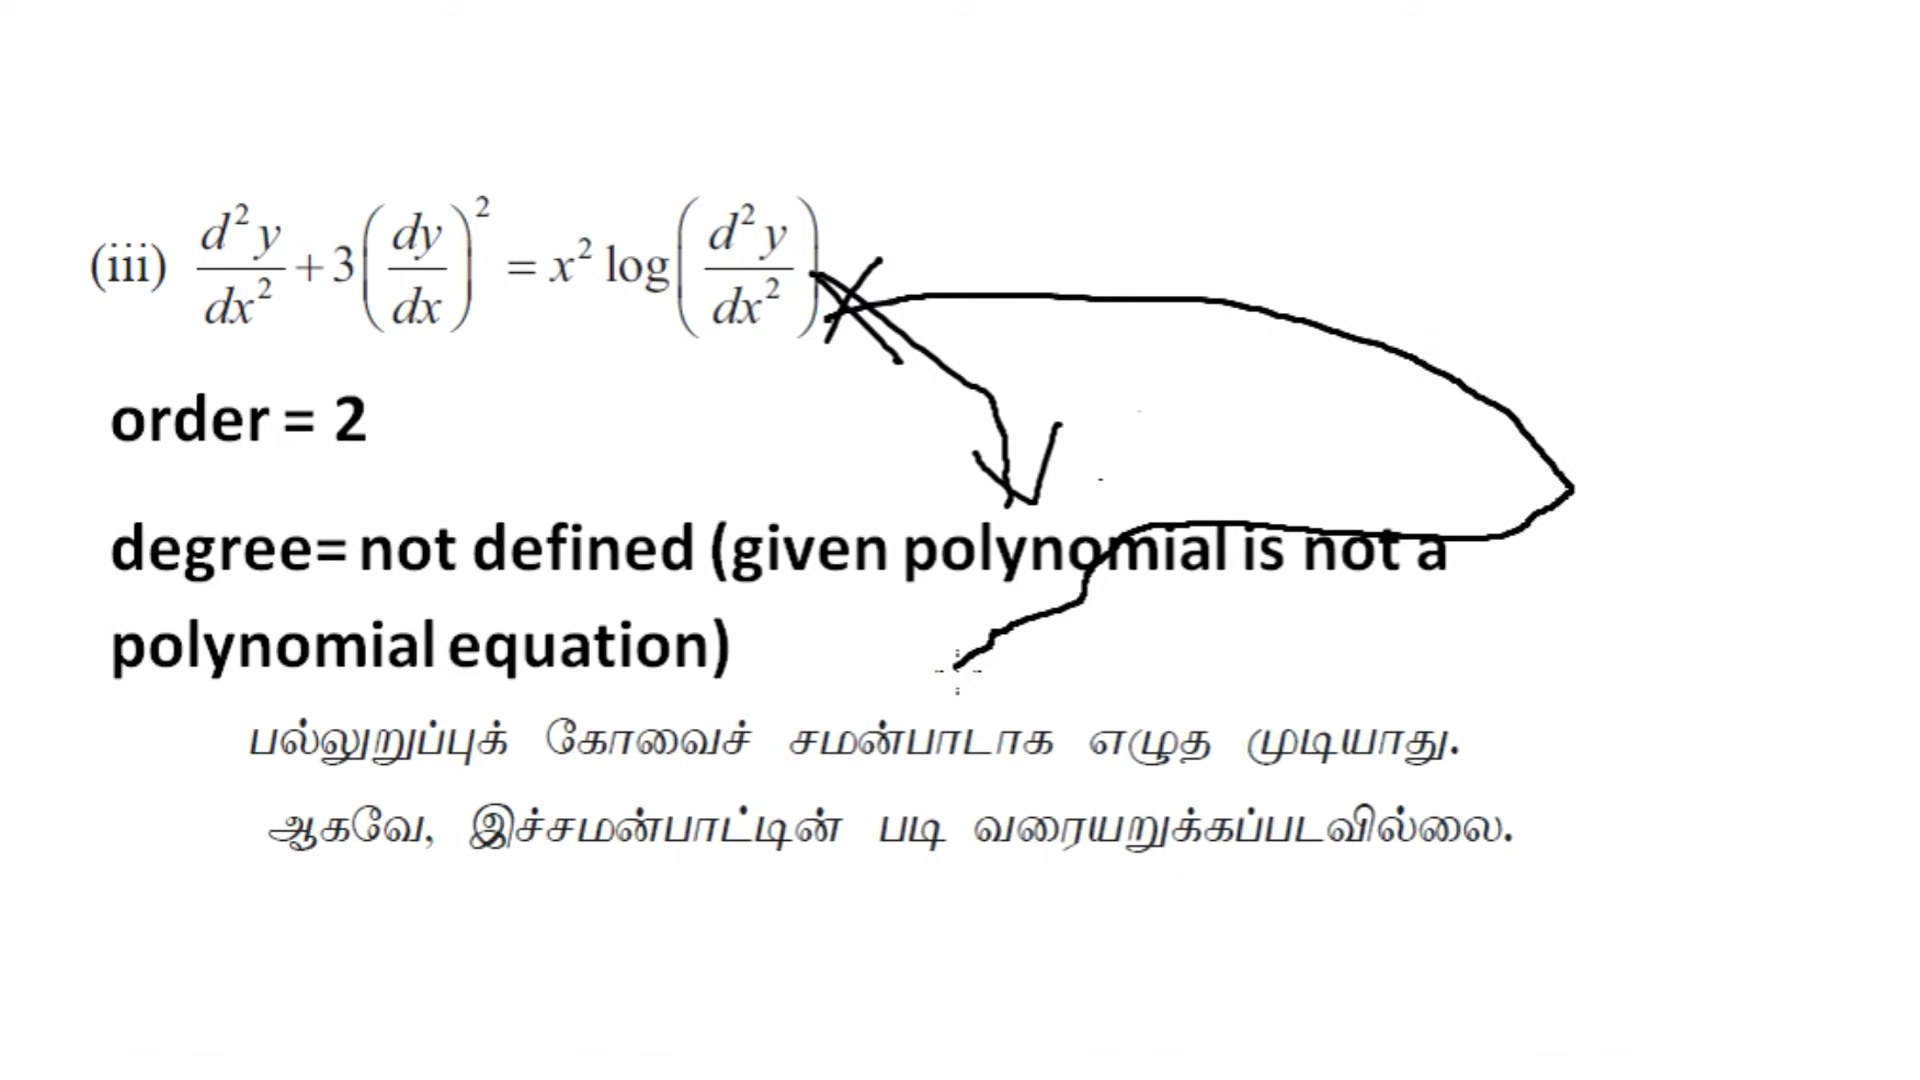 (iii) d²y/dx² + 3(dy/dx)² = x² log(d²y/dx²)
order = 2
degree= not defined (given polynomial is not a
polynomial equation)
பல்லுறுப்புக் கோவைச் சமன்பாடாக எழுத முடியாது.
ஆகவே, இச்சமன்பாட்டின் படி வரையறுக்கப்படவில்லை.